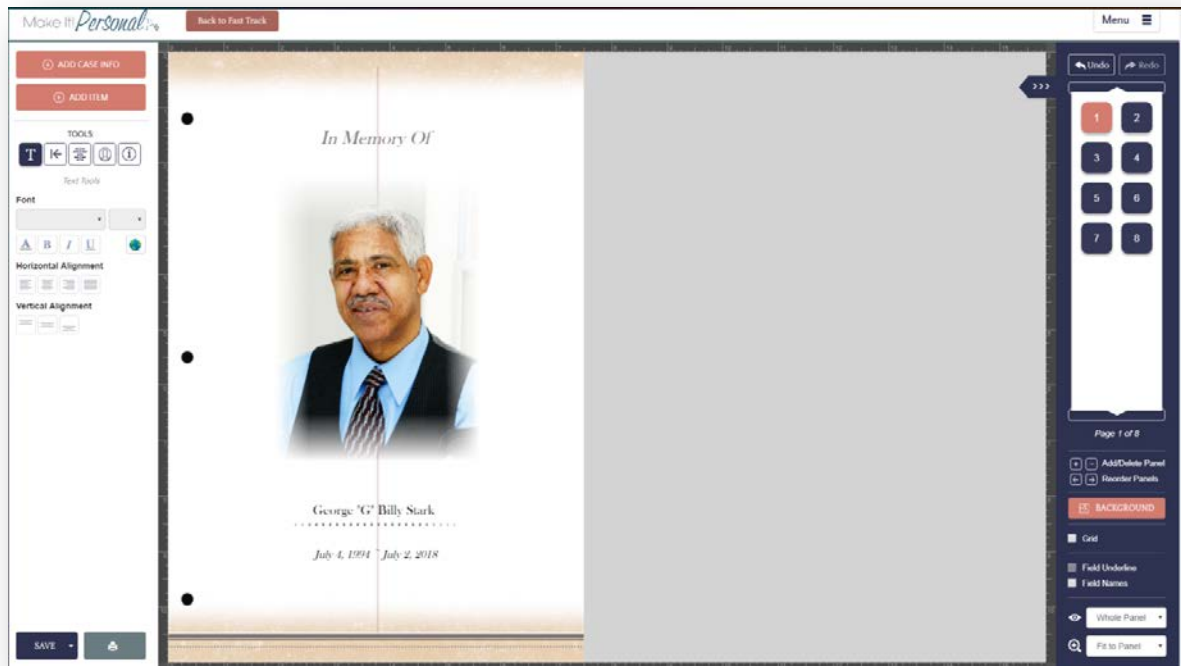 Make It! Personal
Back to Fast Track
Menu
ADD CASE INFO
ADD ITEM
TOOLS
T
Text Tools
Font
A B I U
Horizontal Alignment
Vertical Alignment
SAVE
In Memory Of
George "G" Billy Stark
July 4, 1994 ~ July 2, 2018
Undo Redo
>>>
1 2
3 4
5 6
7 8
Page 1 of 8
Add/Delete Panel
Reorder Panels
BACKGROUND
Grid
Field Underline
Field Names
Whole Panel
Fit to Panel